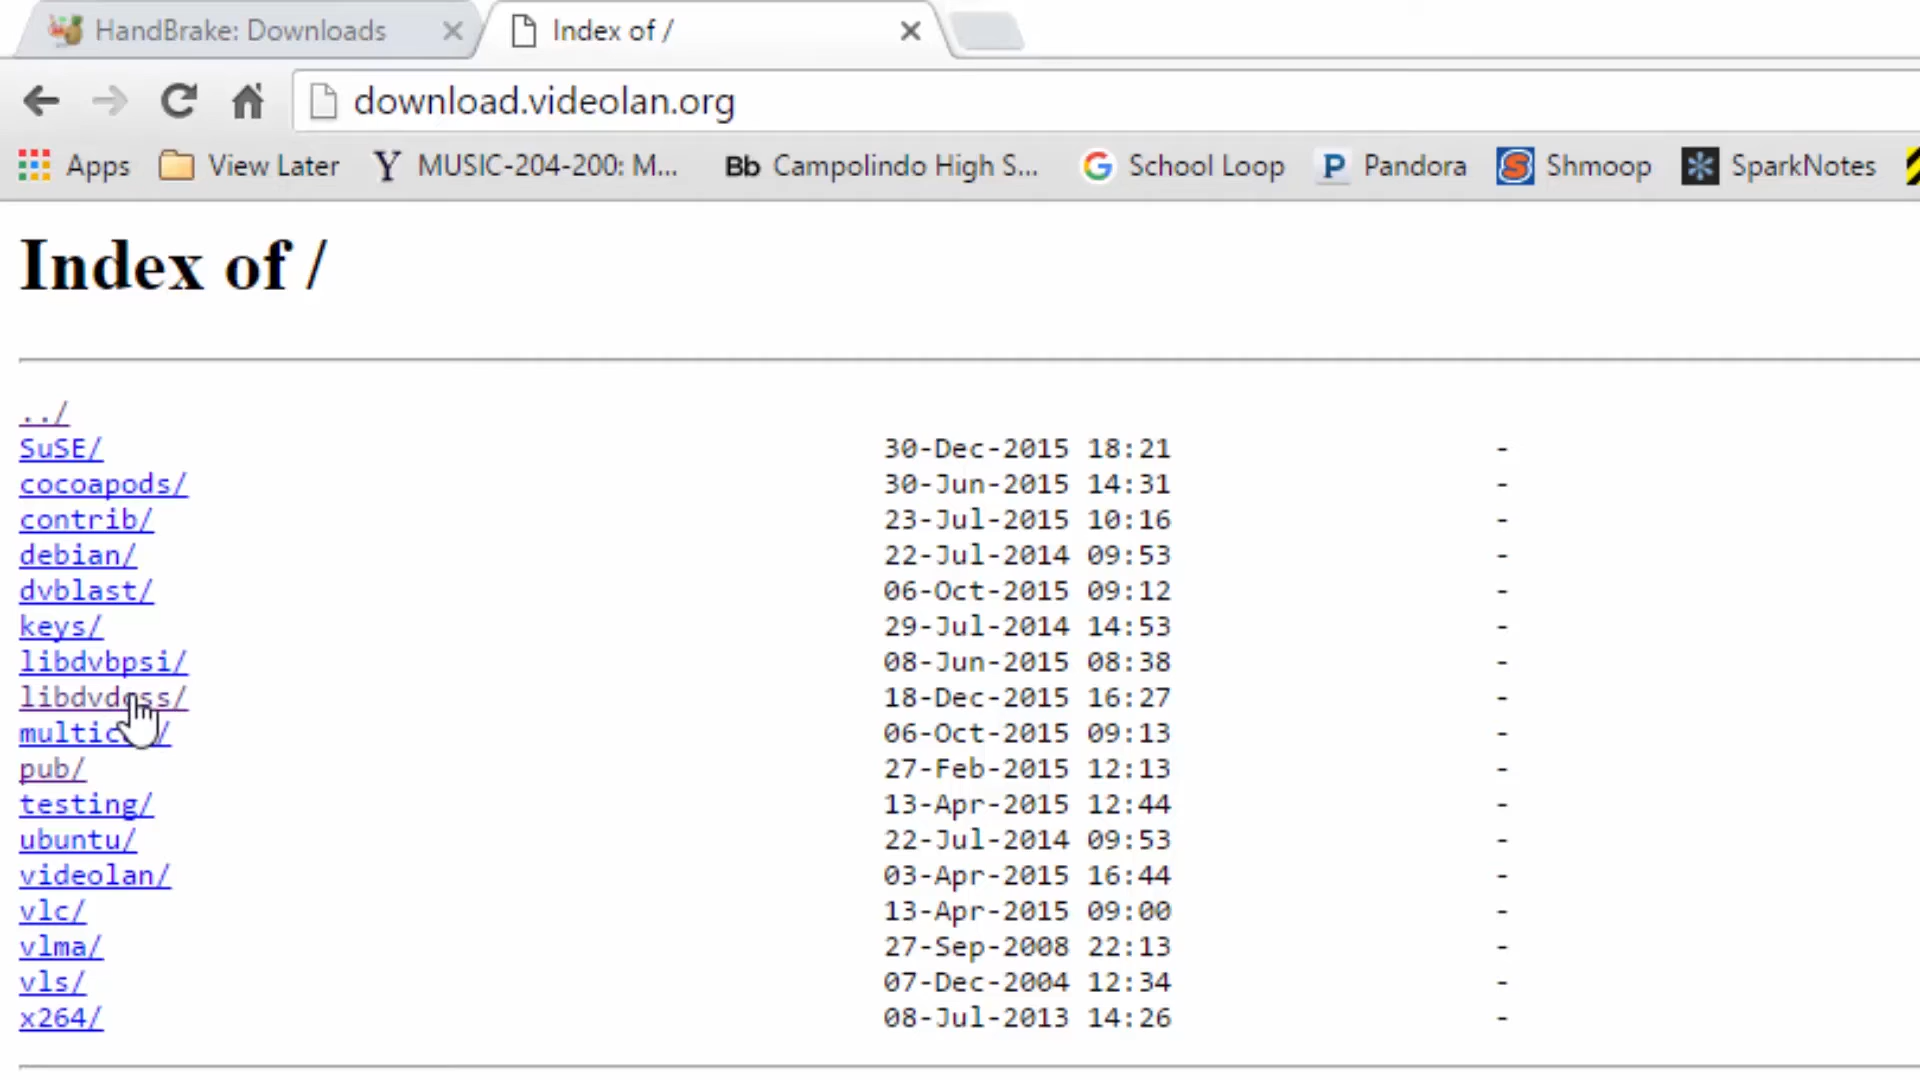 HandBrake: Downloads
Index of /
download.videolan.org
Apps View Later Y MUSIC-204-200: M... Bb Campolindo High S... G School Loop P Pandora S Shmoop SparkNotes
Index of /
../
SuSE/ 30-Dec-2015 18:21 -
cocoapods/ 30-Jun-2015 14:31 -
contrib/ 23-Jul-2015 10:16 -
debian/ 22-Jul-2014 09:53 -
dvblast/ 06-Oct-2015 09:12 -
keys/ 29-Jul-2014 14:53 -
libdvbpsi/ 08-Jun-2015 08:38 -
libdvdcss/ 18-Dec-2015 16:27 -
06-Oct-2015 09:13 -
pub/ 27-Feb-2015 12:13 -
testing/ 13-Apr-2015 12:44 -
ubuntu/ 22-Jul-2014 09:53 -
videolan/ 03-Apr-2015 16:44 -
vlc/ 13-Apr-2015 09:00 -
vlma/ 27-Sep-2008 22:13 -
vls/ 07-Dec-2004 12:34 -
x264/ 08-Jul-2013 14:26 -